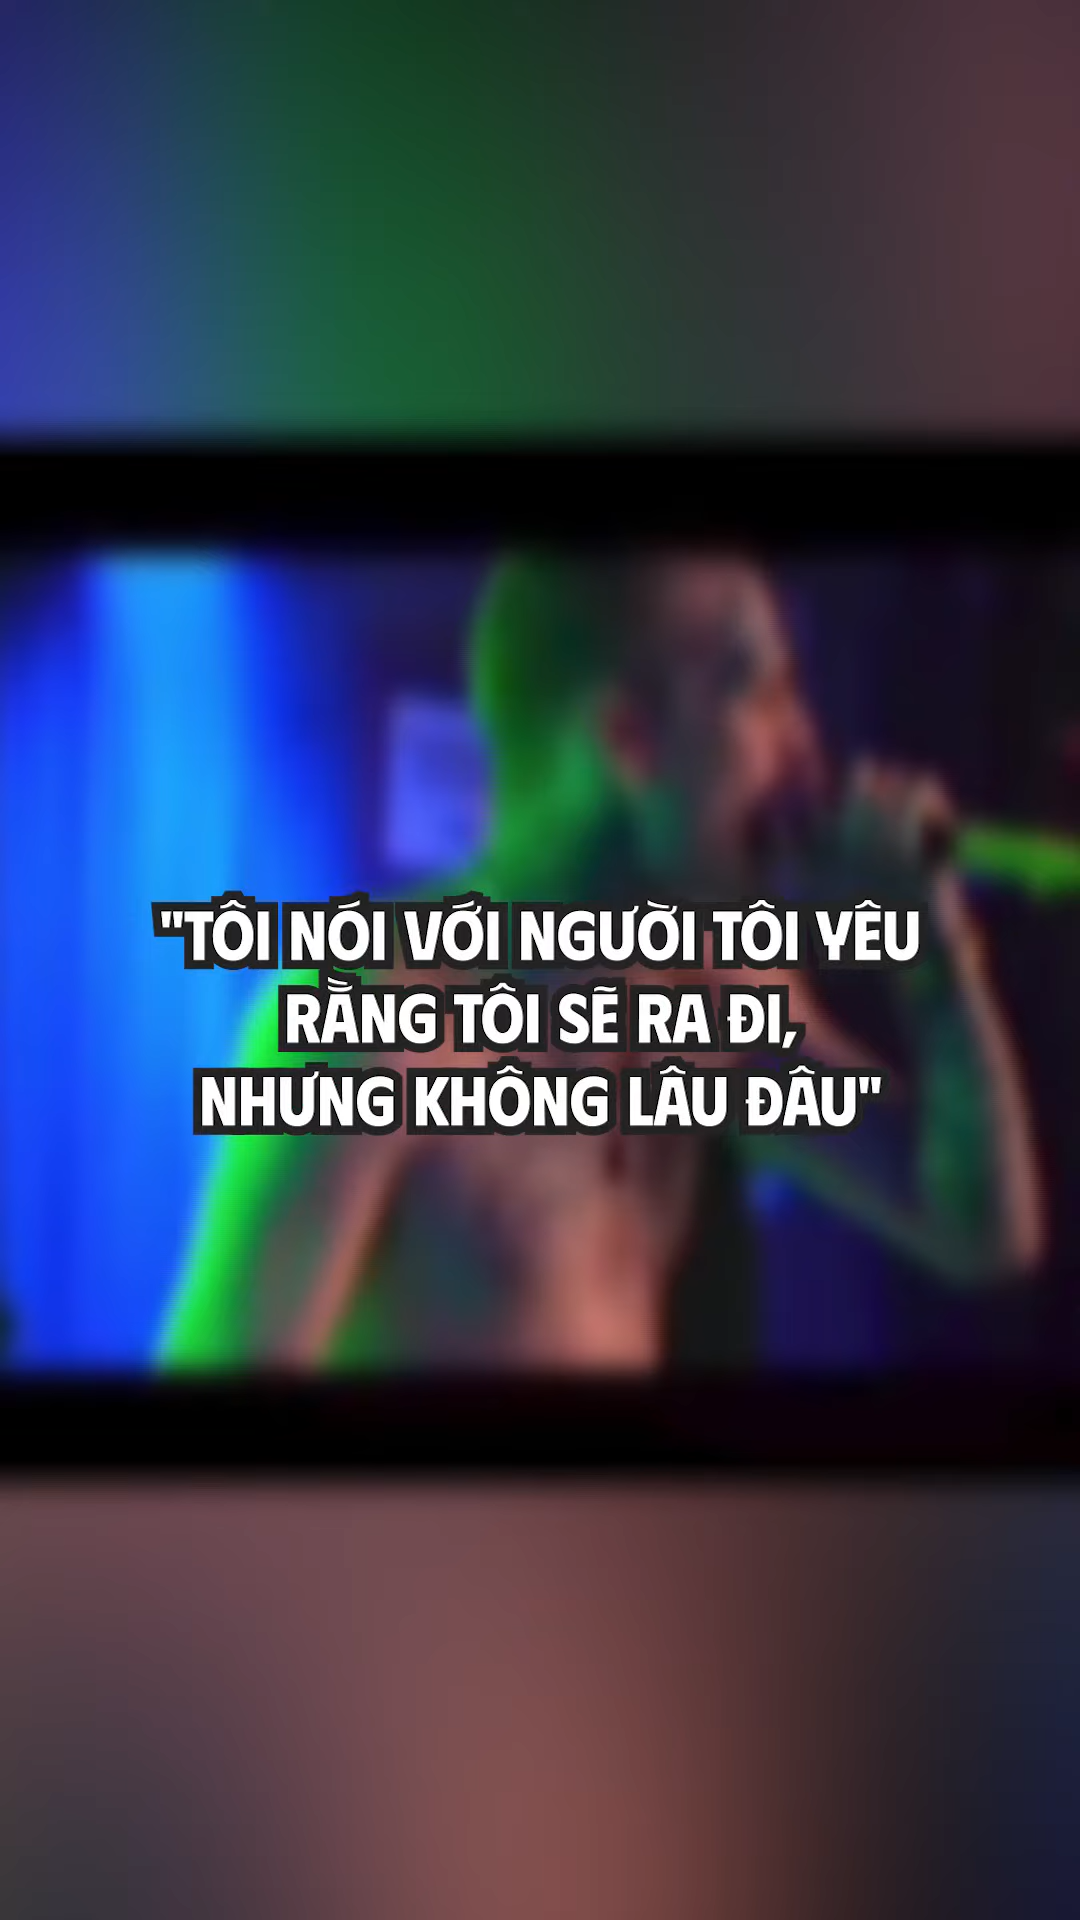 "TÔI NÓI VỚI NGƯỜI TÔI YÊU
RẰNG TÔI SẼ RA ĐI,
NHƯNG KHÔNG LÂU ĐÂU"